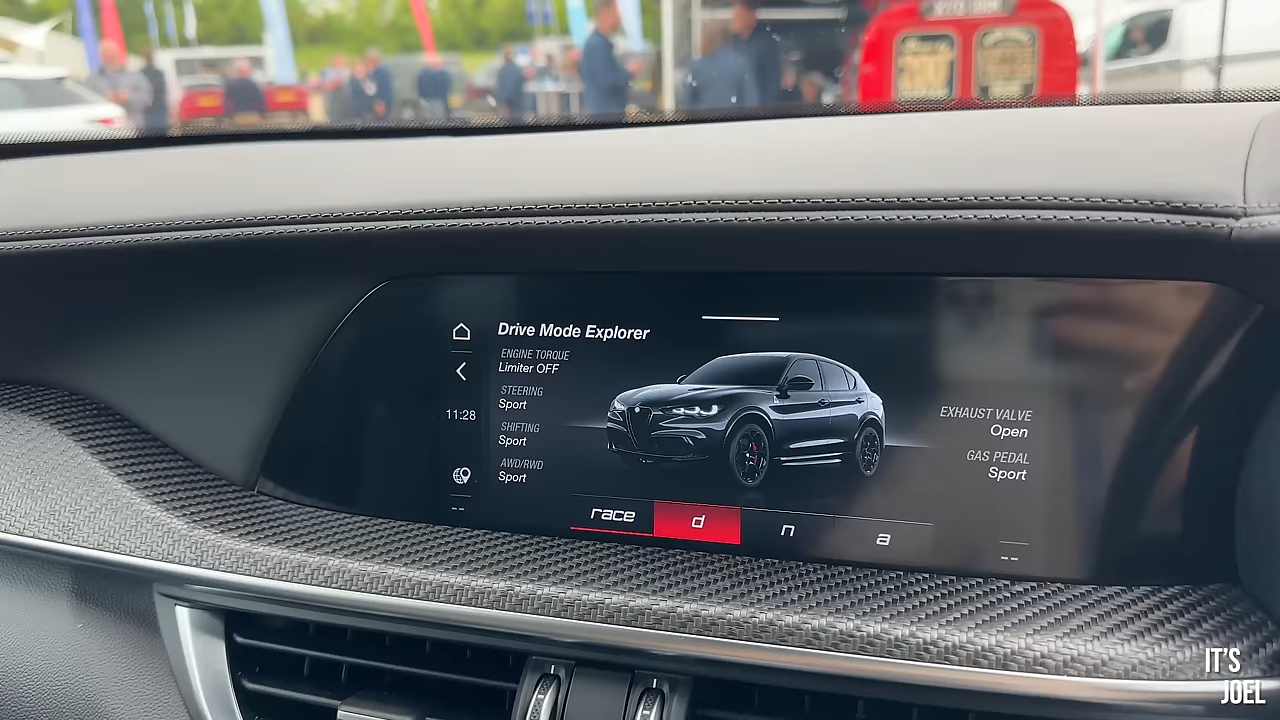 Drive Mode Explorer
ENGINE TORQUE
Limiter OFF
STEERING
Sport
11:28
SHIFTING
Sport
AWD/RWD
Sport
EXHAUST VALVE
Open
GAS PEDAL
Sport
race d n a
IT'S
JOEL